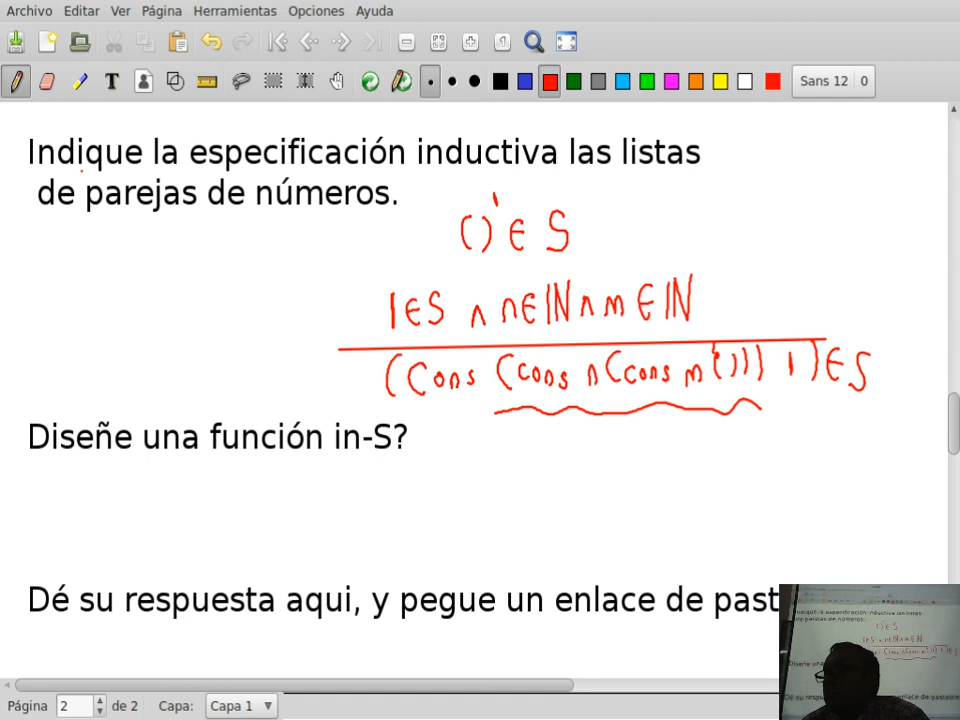 Archivo Editar Ver Página Herramientas Opciones Ayuda
T Sans 12 0
Indique la especificación inductiva las listas
de parejas de números.
'() ∈ S
l ∈ S ∧ n ∈ ℕ ∧ m ∈ ℕ
(cons (cons n (cons m '())) l) ∈ S
Diseñe una función in-S?
Dé su respuesta aqui, y pegue un enlace de past
Página 2 de 2 Capa: Capa 1